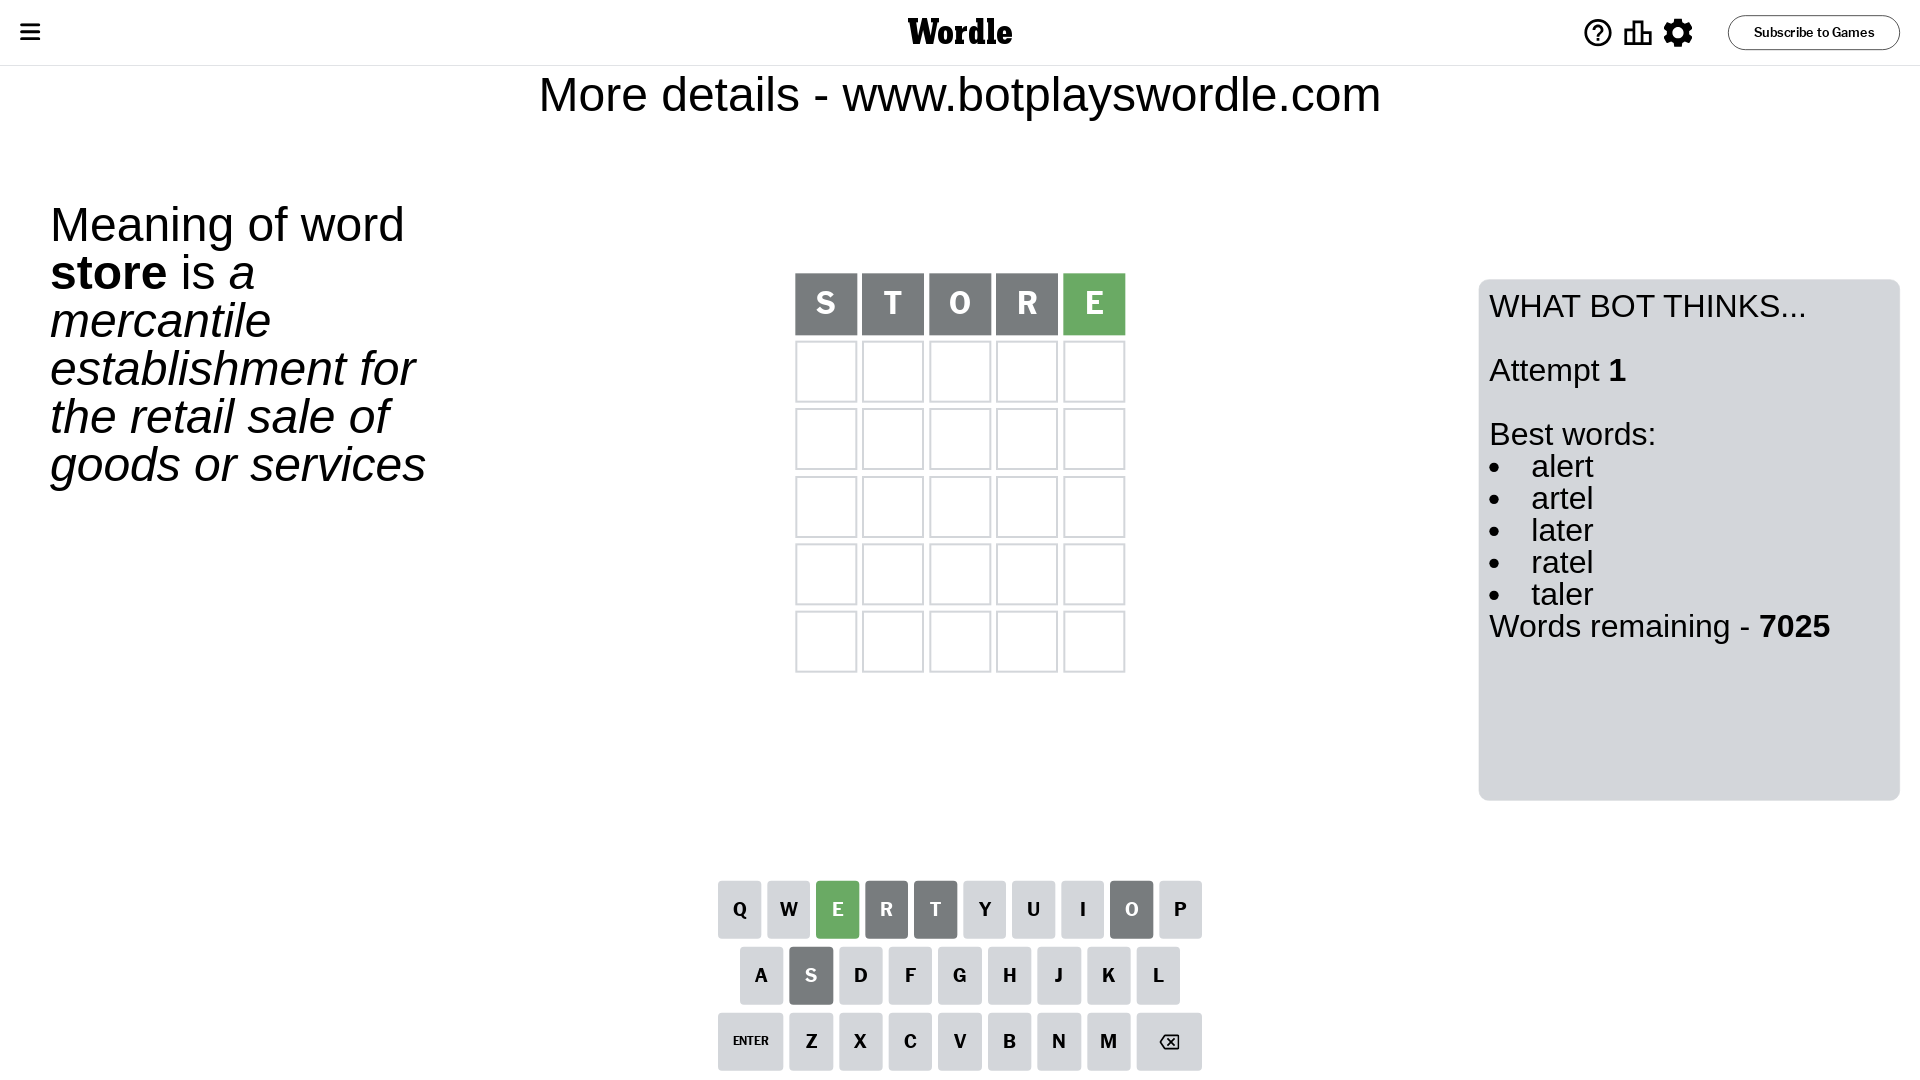 Wordle
Subscribe to Games
More details - www.botplayswordle.com
Meaning of word
store is a
mercantile
establishment for
the retail sale of
goods or services
S T O R E
WHAT BOT THINKS...
Attempt 1
Best words:
• alert
• artel
• later
• ratel
• taler
Words remaining - 7025
Q W E R T Y U I O P
A S D F G H J K L
ENTER Z X C V B N M